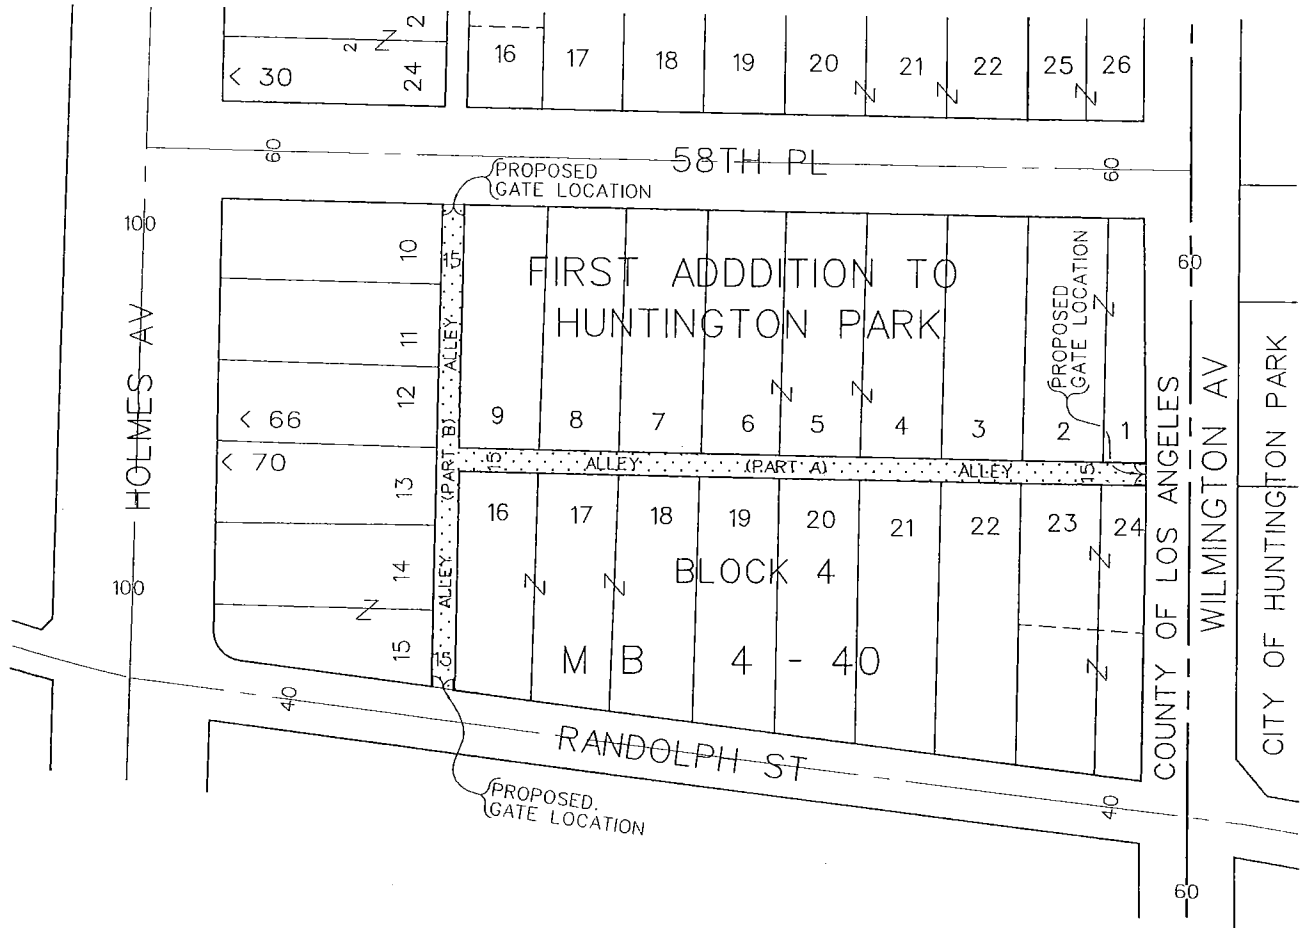 2
2
24
< 30
16
17
18
19
20
21
22
25
26
60
58TH PL
60
PROPOSED
GATE LOCATION
100
10
15
FIRST ADDDITION TO
HUNTINGTON PARK
PROPOSED
GATE LOCATION
60
HOLMES AV
11
ALLEY
12
< 66
9
8
7
6
5
4
3
2
1
< 70
13
(PART B)
15
ALLEY
(PART A)
ALLEY
15
16
17
18
19
20
21
22
23
24
BLOCK 4
14
ALLEY
100
15
15
M B 4 - 40
COUNTY OF LOS ANGELES
WILMINGTON AV
CITY OF HUNTINGTON PARK
40
RANDOLPH ST
40
PROPOSED.
GATE LOCATION
60